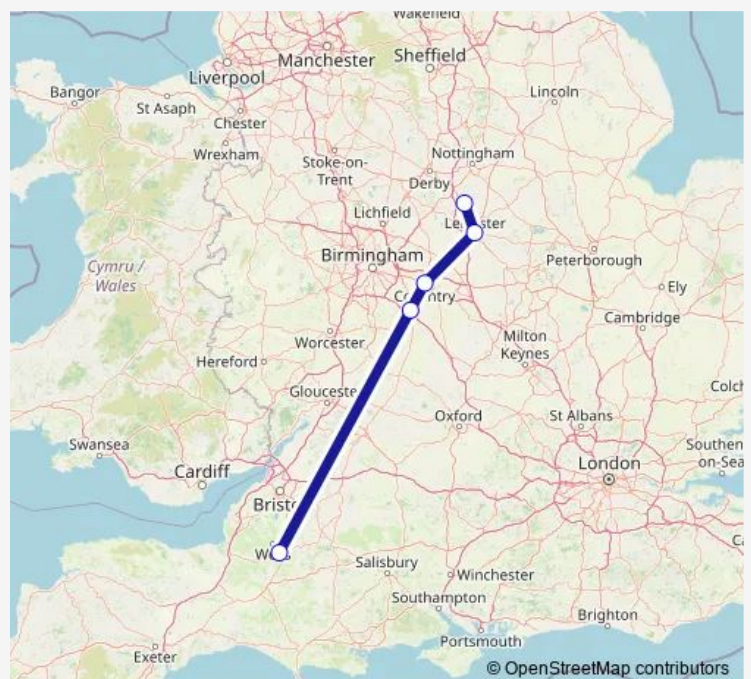 Wakefield
Manchester
Sheffield
Liverpool
Bangor
St Asaph
Chester
Lincoln
Wrexham
Stoke-on-
Trent
Nottingham
Derby
Lichfield
Birmingham
Cymru /
Wales
Peterborough
Ely
Cambridge
Worcester
Milton
Keynes
Hereford
Glouceste
Colch
Oxford
St Albans
Swansea
Cardiff
London
Southen
on-Sea
Salisbury
Winchester
Southampton
Brighton
Portsmouth
Exeter
© OpenStreetMap contributors